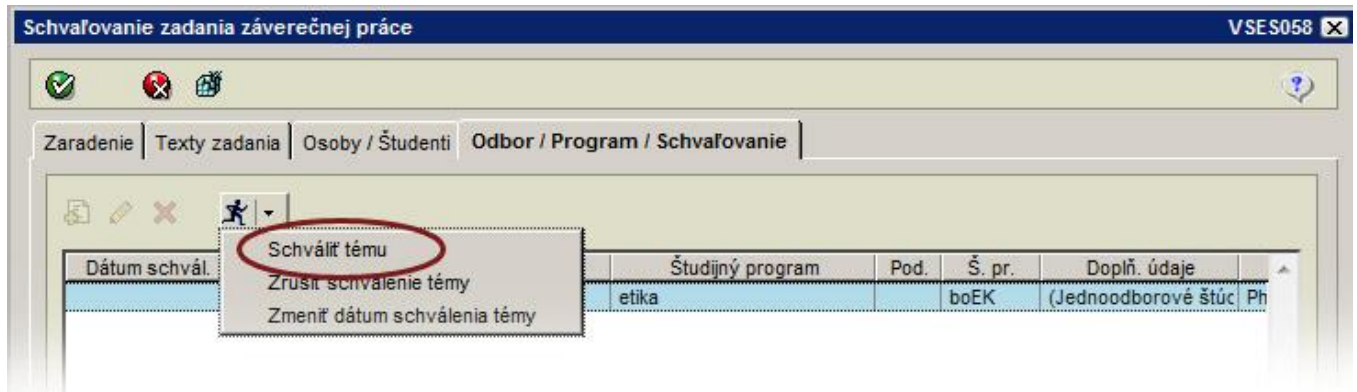 Schvaľovanie zadania záverečnej práce VSES058
Zaradenie Texty zadania Osoby / Študenti Odbor / Program / Schvaľovanie
Schváliť tému
Dátum schvál. Študijný program Pod. Š. pr. Doplň. údaje
Zrušiť schválenie témy
etika boEK (Jednoodborové štúc Ph
Zmeniť dátum schválenia témy